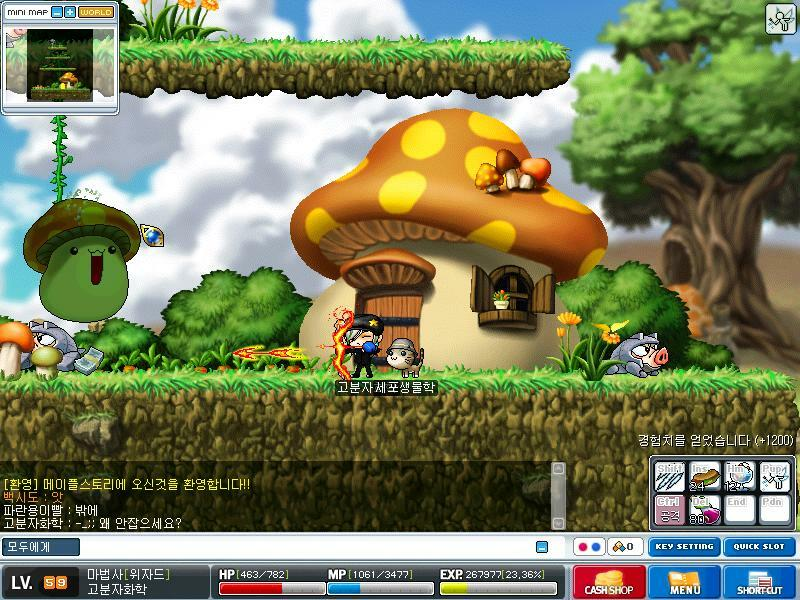 MINI MAP WORLD
고분자세포생물학
경험치를 얻었습니다 (+1200)
[환영] 메이플스토리에 오신것을 환영합니다!!
백시도 : 앗
파란용이빨 : 밖에
고분자화학 : -_;; 왜 안잡으세요?
Shift Ins Hm Pup
Ctrl Del End Pdn
공격
모두에게
0
KEY SETTING
QUICK SLOT
LV. 59
마법사[위자드]
고분자화학
HP[463/782]
MP[1061/3477]
EXP. 267977[23.36%]
CASH SHOP
MENU
SHORT-CUT